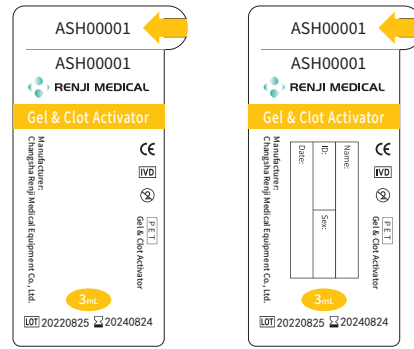 ASH00001
ASH00001
RENJI MEDICAL
Gel & Clot Activator
Manufacturer:
Changsha Renji Medical Equipment Co., Ltd.
IVD
PET
Gel & Clot Activator
3mL
LOT 20220825 20240824
ASH00001
ASH00001
RENJI MEDICAL
Gel & Clot Activator
Manufacturer:
Changsha Renji Medical Equipment Co., Ltd.
Name:
ID:
Sex:
Date:
CE
IVD
2
PET
Gel & Clot Activator
3mL
LOT 20220825 20240824